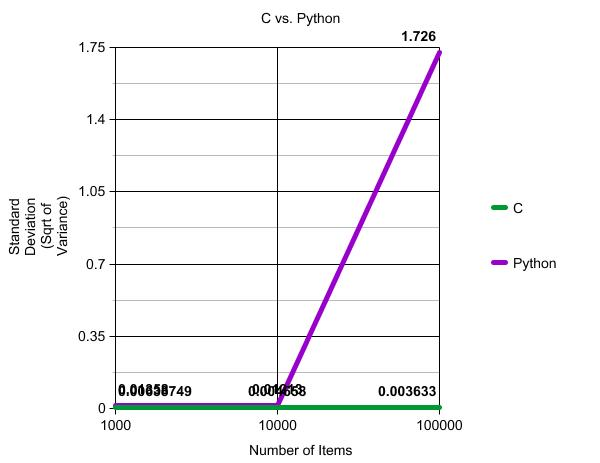 C vs. Python
1.726
1.75
1.4
1.05
0.7
0.35
0
Standard
Deviation
(Sqrt of
Variance)
0.003633
1000
10000
100000
Number of Items
C
Python